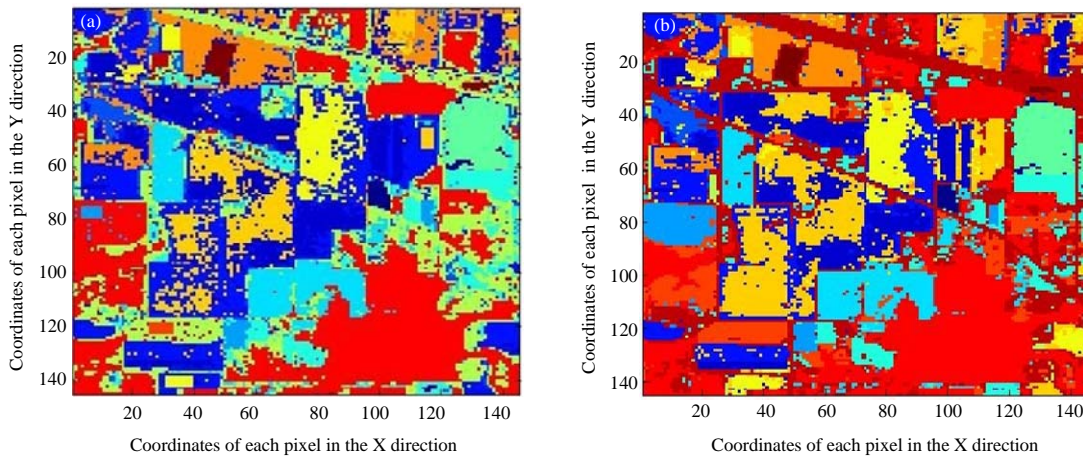 (a)
(b)
Coordinates of each pixel in the Y direction
20
40
60
80
100
120
140
20 40 60 80 100 120 140
Coordinates of each pixel in the X direction
Coordinates of each pixel in the Y direction
20
40
60
80
100
120
140
20 40 60 80 100 120 140
Coordinates of each pixel in the X direction